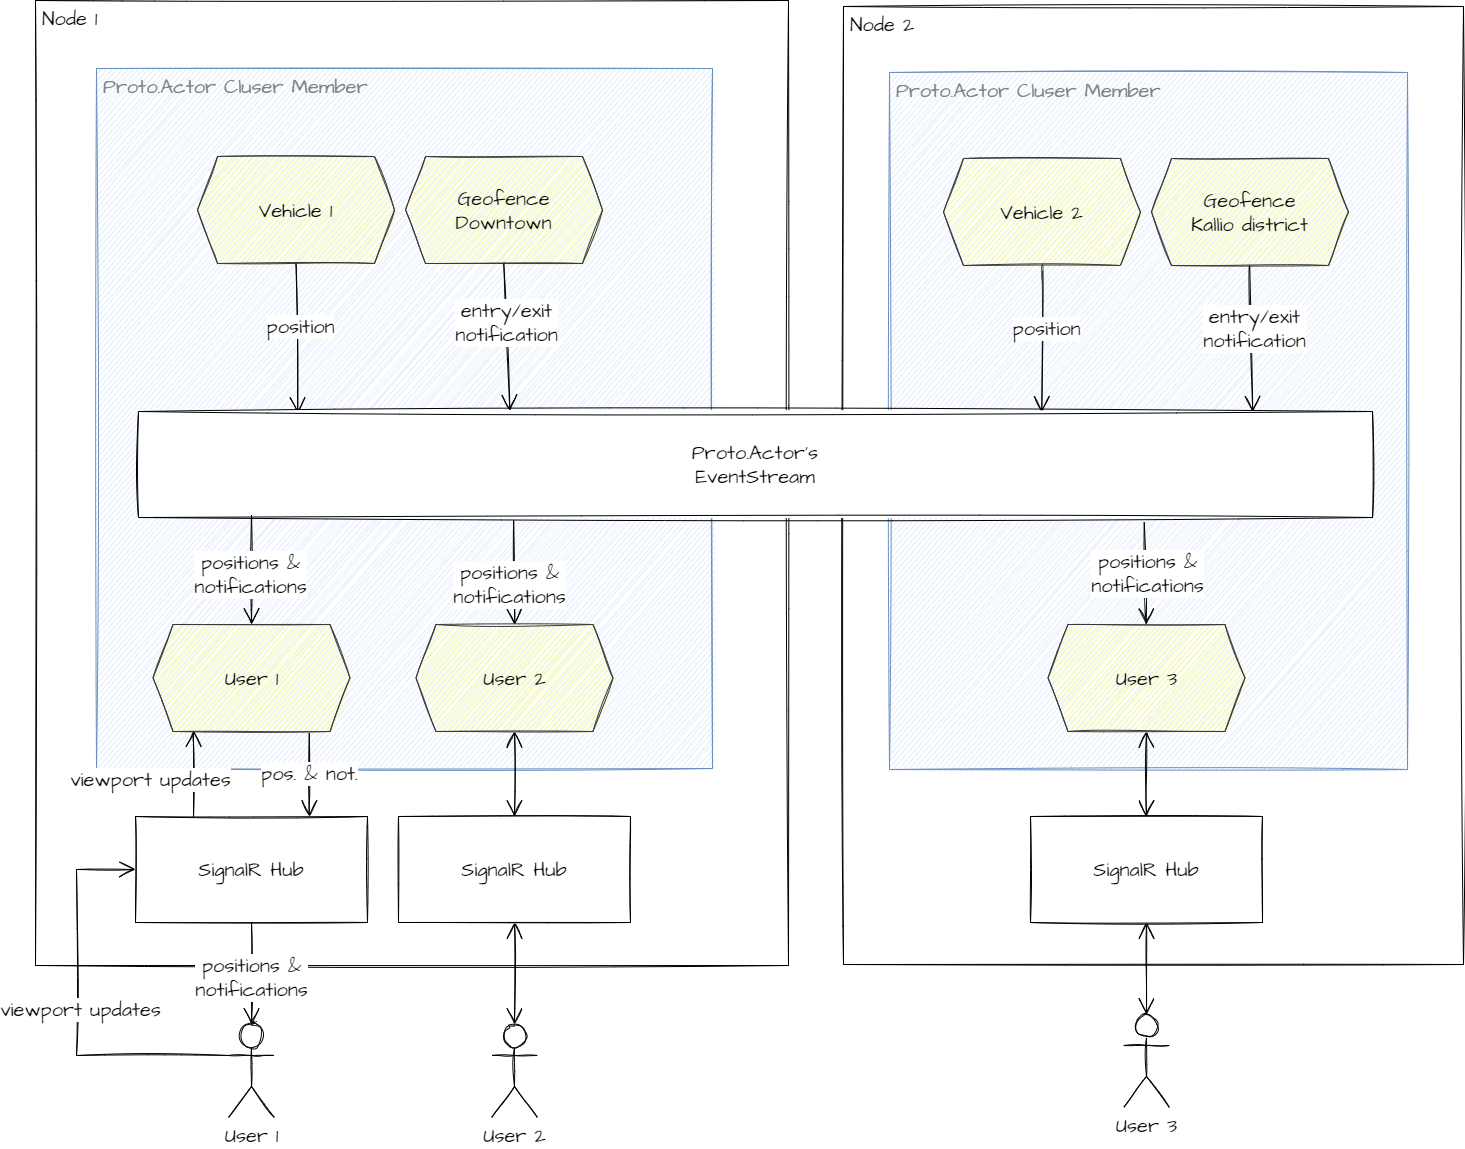 Node 1
Node 2
Proto.Actor Cluser Member
Proto.Actor Cluser Member
Vehicle 1
Geofence
Downtown
Vehicle 2
Geofence
Kallio district
position
entry/exit
notification
position
entry/exit
notification
Proto.Actor's
EventStream
positions &
notifications
positions &
notifications
positions &
notifications
User 1
User 2
User 3
viewport updates
pos. & not.
SignalR Hub
SignalR Hub
SignalR Hub
positions &
notifications
viewport updates
User 1
User 2
User 3